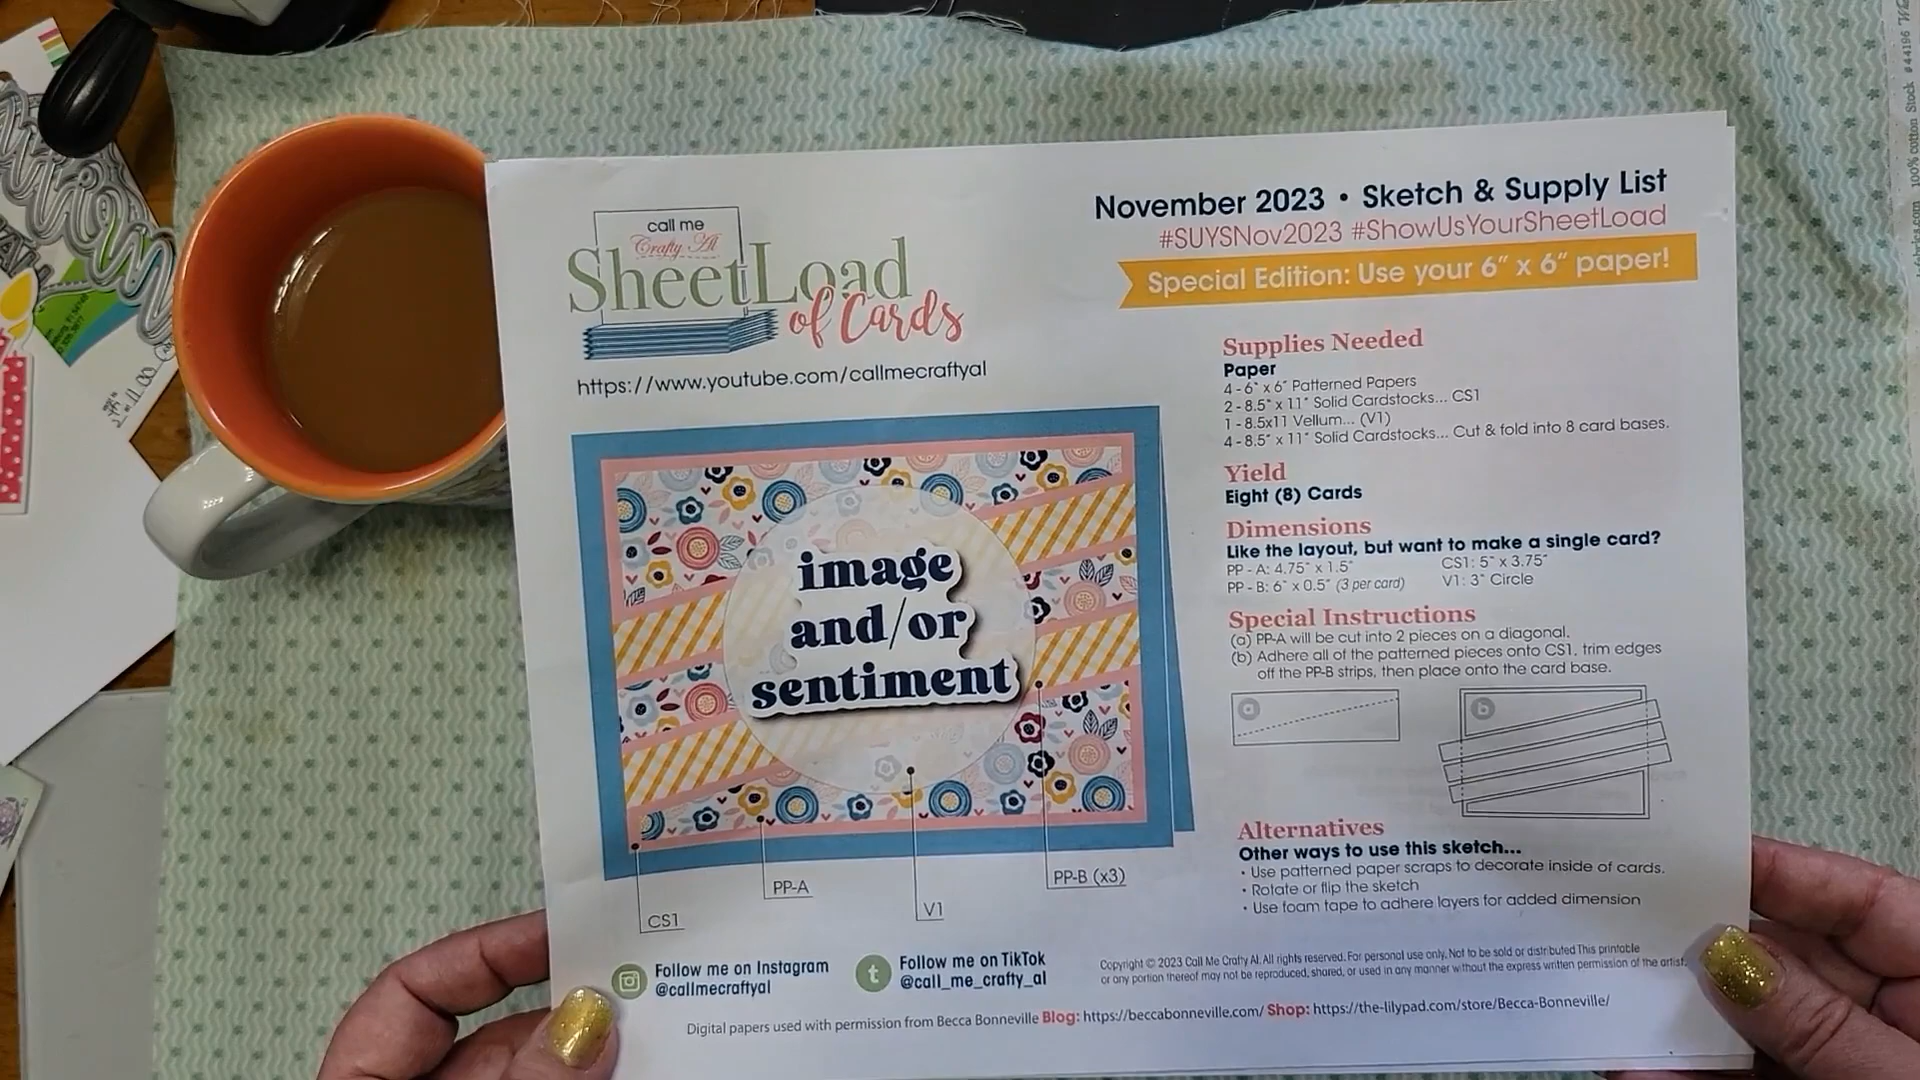 November 2023 • Sketch & Supply List
#SUYSNov2023 #ShowUsYourSheetLoad
Special Edition: Use your 6" x 6" paper!
call me
Crafty Al
SheetLoad
of Cards
https://www.youtube.com/callmecraftyal
image
and/or
sentiment
CS1
PP-A
V1
PP-B (x3)
Supplies Needed
Paper
4 - 6" x 6" Patterned Papers
2 - 8.5" x 11" Solid Cardstocks... CS1
1 - 8.5x11 Vellum... (V1)
4 - 8.5" x 11" Solid Cardstocks... Cut & fold into 8 card bases.
Yield
Eight (8) Cards
Dimensions
Like the layout, but want to make a single card?
PP - A: 4.75" x 1.5" CS1: 5" x 3.75"
PP - B: 6" x 0.5" (3 per card) V1: 3" Circle
Special Instructions
(a) PP-A will be cut into 2 pieces on a diagonal.
(b) Adhere all of the patterned pieces onto CS1, trim edges
off the PP-B strips, then place onto the card base.
a
b
Alternatives
Other ways to use this sketch...
• Use patterned paper scraps to decorate inside of cards.
• Rotate or flip the sketch
• Use foam tape to adhere layers for added dimension
Follow me on Instagram
@callmecraftyal
Follow me on TikTok
@call_me_crafty_al
Copyright © 2023 Call Me Crafty Al. All rights reserved. For personal use only. Not to be sold or distributed This printable
or any portion thereof may not be reproduced, shared, or used in any manner without the express written permission of the artist.
Digital papers used with permission from Becca Bonneville Blog: https://beccabonneville.com/ Shop: https://the-lilypad.com/store/Becca-Bonneville/
100% cotton Stock #44196